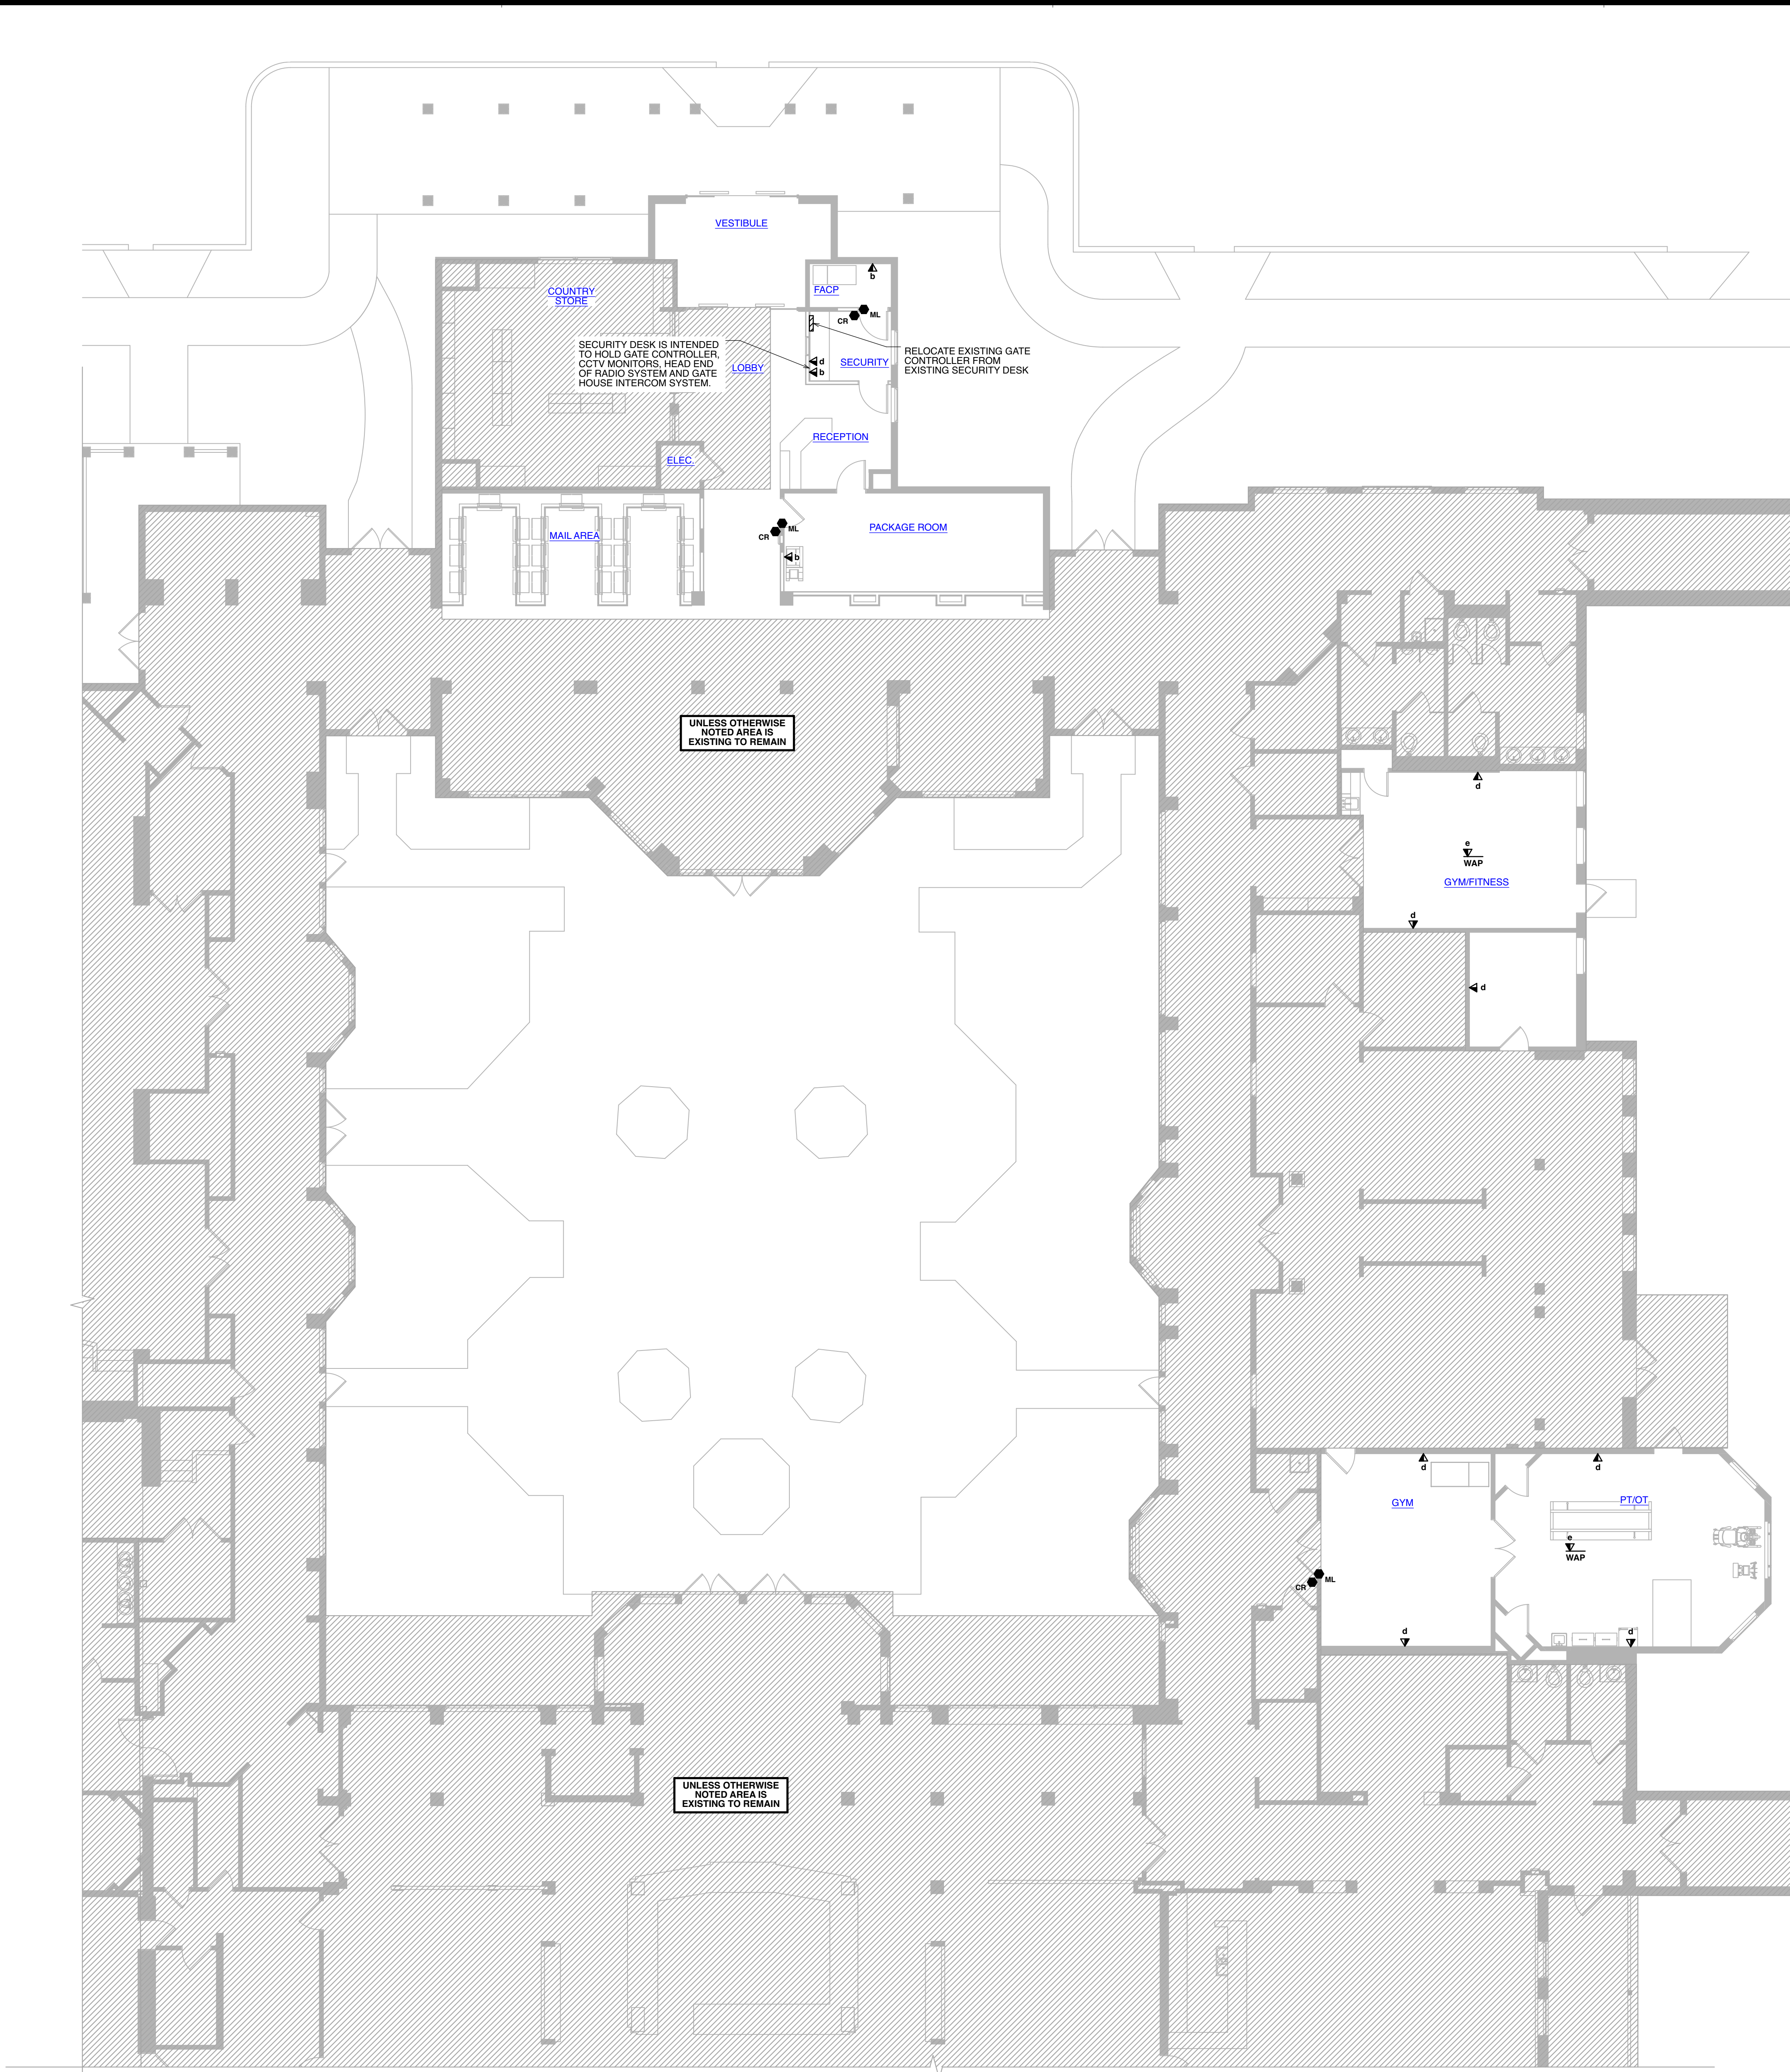 VESTIBULE
b
COUNTRY
STORE
FACP
CR
ML
SECURITY DESK IS INTENDED
TO HOLD GATE CONTROLLER,
CCTV MONITORS, HEAD END
OF RADIO SYSTEM AND GATE
HOUSE INTERCOM SYSTEM.
LOBBY
d
b
SECURITY
RELOCATE EXISTING GATE
CONTROLLER FROM
EXISTING SECURITY DESK
RECEPTION
ELEC.
MAIL AREA
CR
ML
PACKAGE ROOM
b
UNLESS OTHERWISE
NOTED AREA IS
EXISTING TO REMAIN
d
e
WAP
GYM/FITNESS
d
d
d
d
GYM
PT/OT
e
WAP
CR
ML
d
d
UNLESS OTHERWISE
NOTED AREA IS
EXISTING TO REMAIN